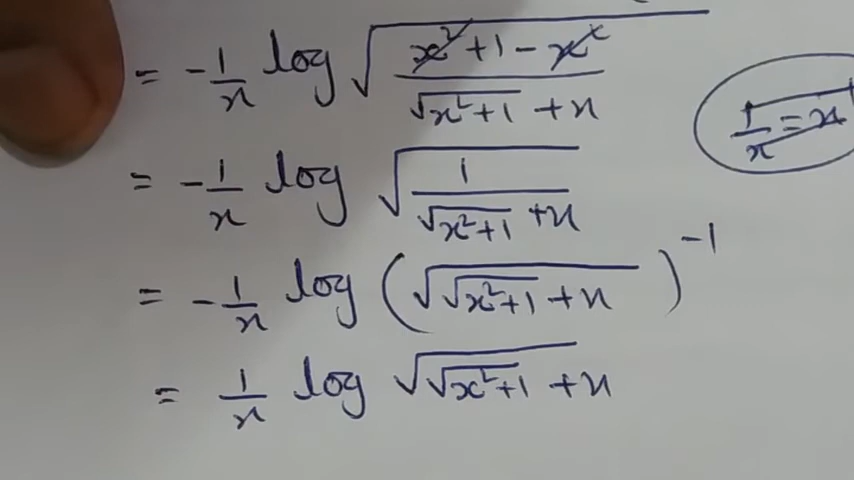 = -1/x log √((x² + 1 - x²)/(√(x²+1) + x))
1/x = x
= -1/x log √(1/(√(x²+1) + x))
= -1/x log (√(√(x²+1) + x))⁻¹
= 1/x log √(√(x²+1) + x)